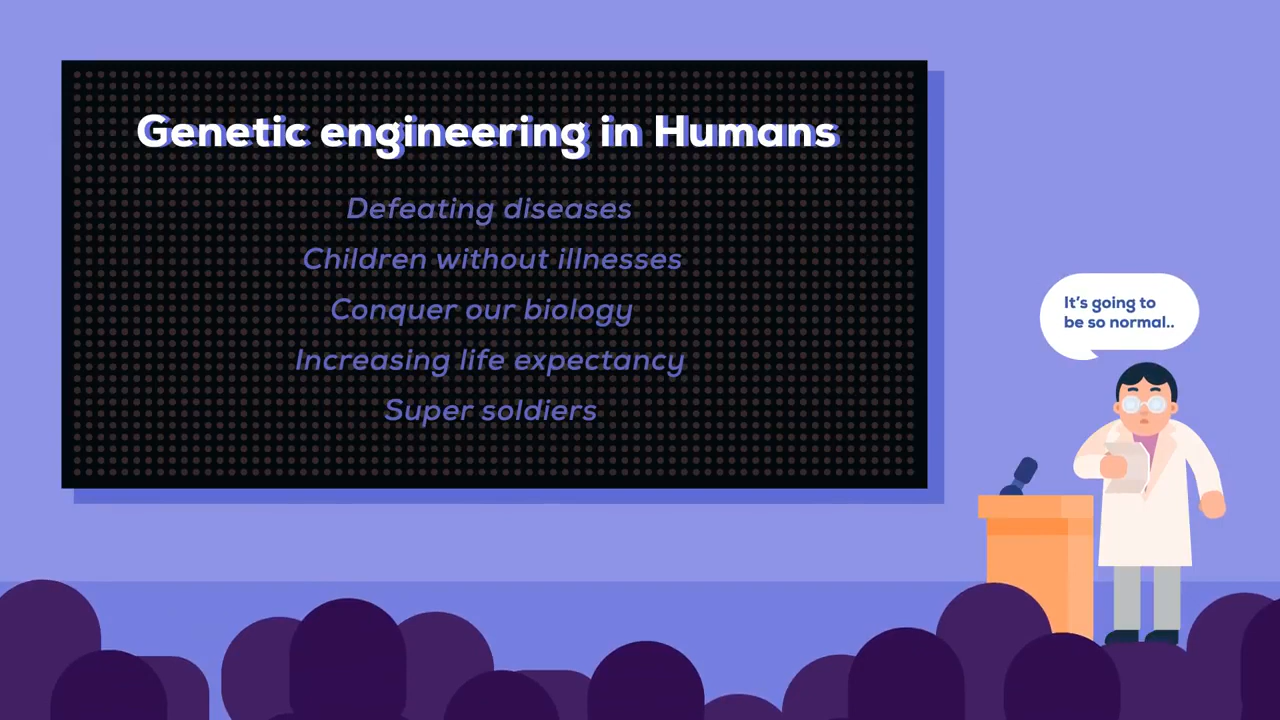 Genetic engineering in Humans
Defeating diseases
Children without illnesses
Conquer our biology
Increasing life expectancy
Super soldiers
It's going to
be so normal..